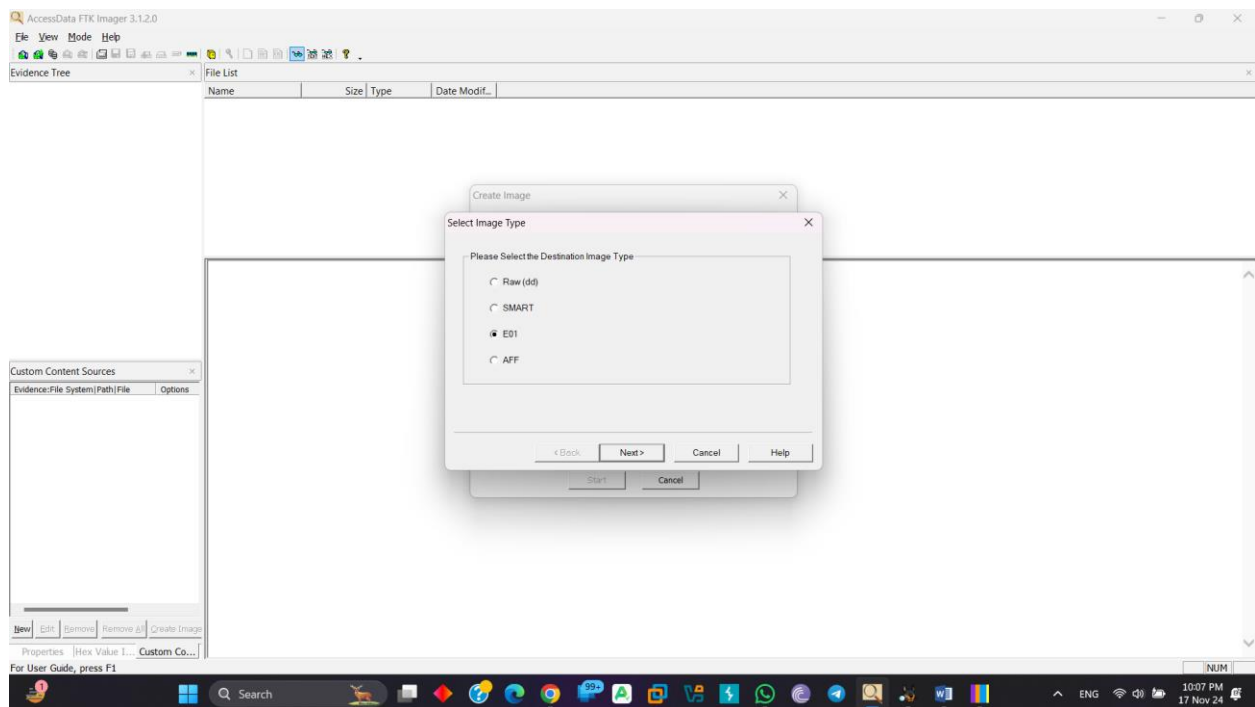 AccessData FTK Imager 3.1.2.0
File View Mode Help
Evidence Tree
File List
Name Size Type Date Modif...
Create Image
Select Image Type
Please Select the Destination Image Type
Raw (dd)
SMART
E01
AFF
< Back Next > Cancel Help
Start Cancel
Custom Content Sources
Evidence:File System|Path|File Options
New Edit Remove Remove All Create Image
Properties Hex Value I... Custom Co...
For User Guide, press F1
NUM
1
Search
99+
ENG
10:07 PM
17 Nov 24